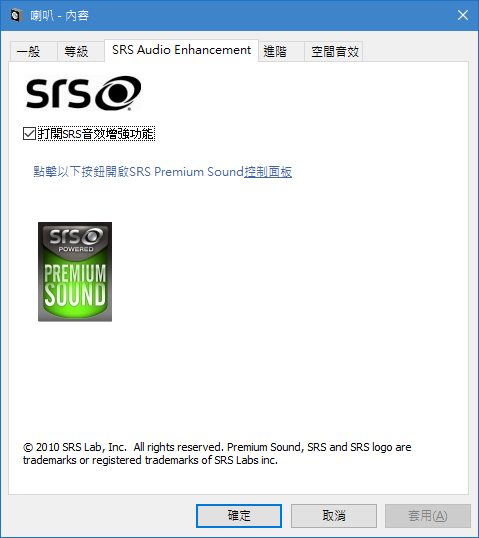 喇叭 - 內容
一般 等級 SRS Audio Enhancement 進階 空間音效
SRS
打開SRS音效增強功能
點擊以下按鈕開啟SRS Premium Sound控制面板
SRS
POWERED
PREMIUM
SOUND
© 2010 SRS Lab, Inc.  All rights reserved. Premium Sound, SRS and SRS logo are
trademarks or registered trademarks of SRS Labs inc.
確定 取消 套用(A)